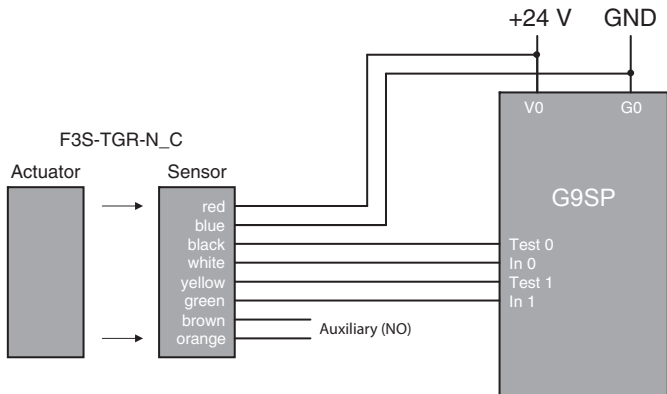 +24 V GND
V0 G0
F3S-TGR-N_C
Actuator Sensor
G9SP
red
blue
black Test 0
white In 0
yellow Test 1
green In 1
brown
Auxiliary (NO)
orange